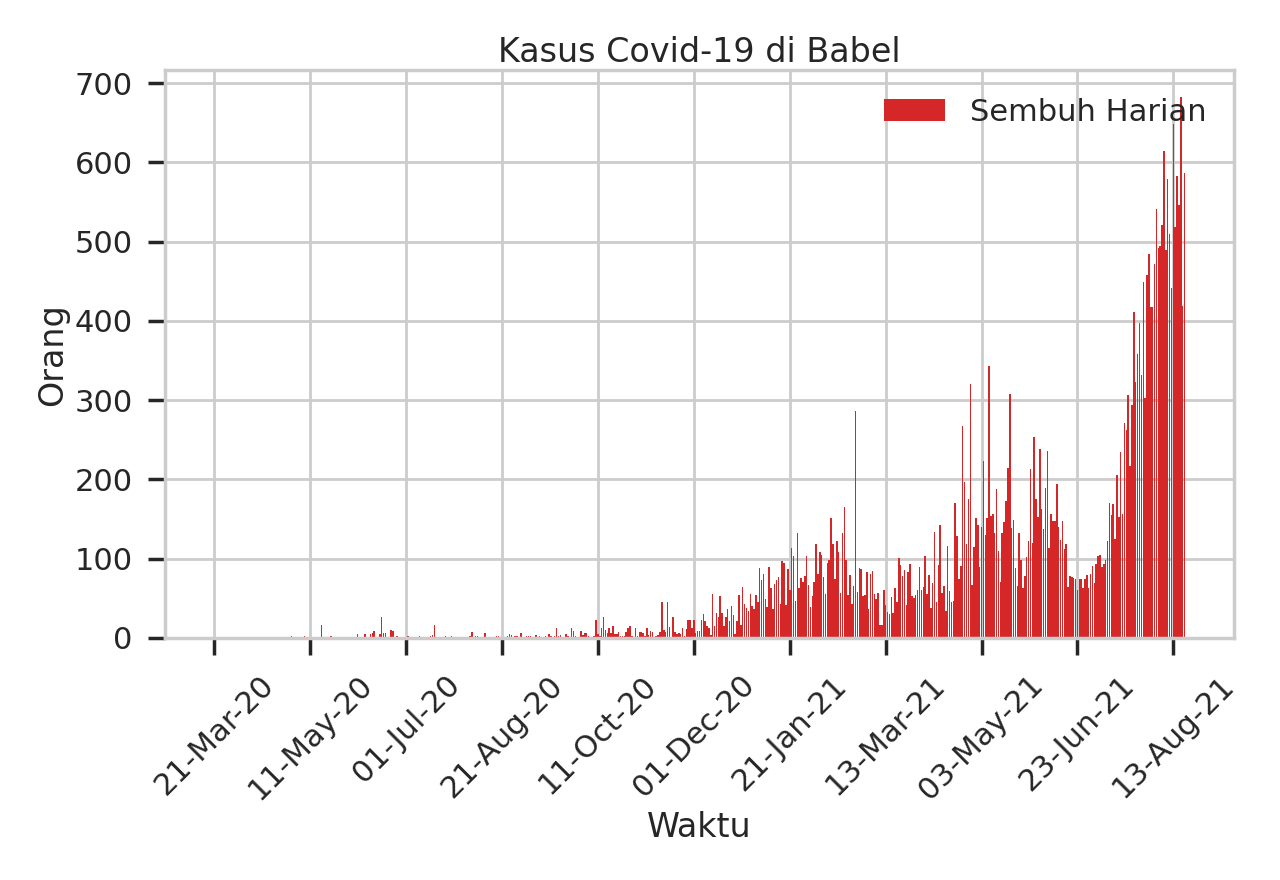 Kasus Covid-19 di Babel
Sembuh Harian
Orang
700
600
500
400
300
200
100
0
21-Mar-20
11-May-20
01-Jul-20
21-Aug-20
11-Oct-20
01-Dec-20
21-Jan-21
13-Mar-21
03-May-21
23-Jun-21
13-Aug-21
Waktu